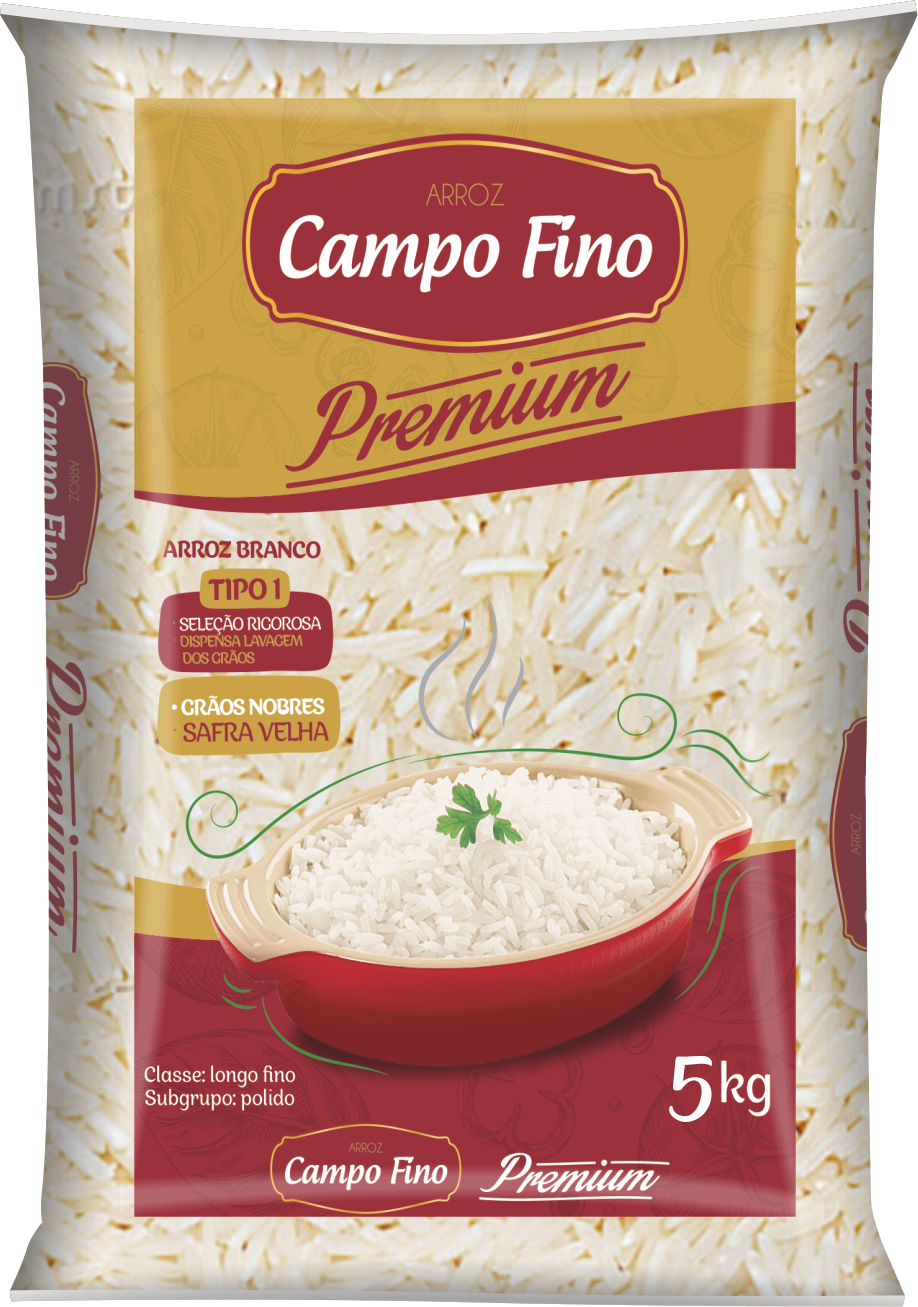 ARROZ
Campo Fino
Premium
ARROZ BRANCO
TIPO 1
· SELEÇÃO RIGOROSA
· DISPENSA LAVAGEM
DOS GRÃOS
• GRÃOS NOBRES
· SAFRA VELHA
Classe: longo fino
Subgrupo: polido
5kg
ARROZ
Campo Fino
Premium
ARROZ
Campo Fino
Premium
ARROZ